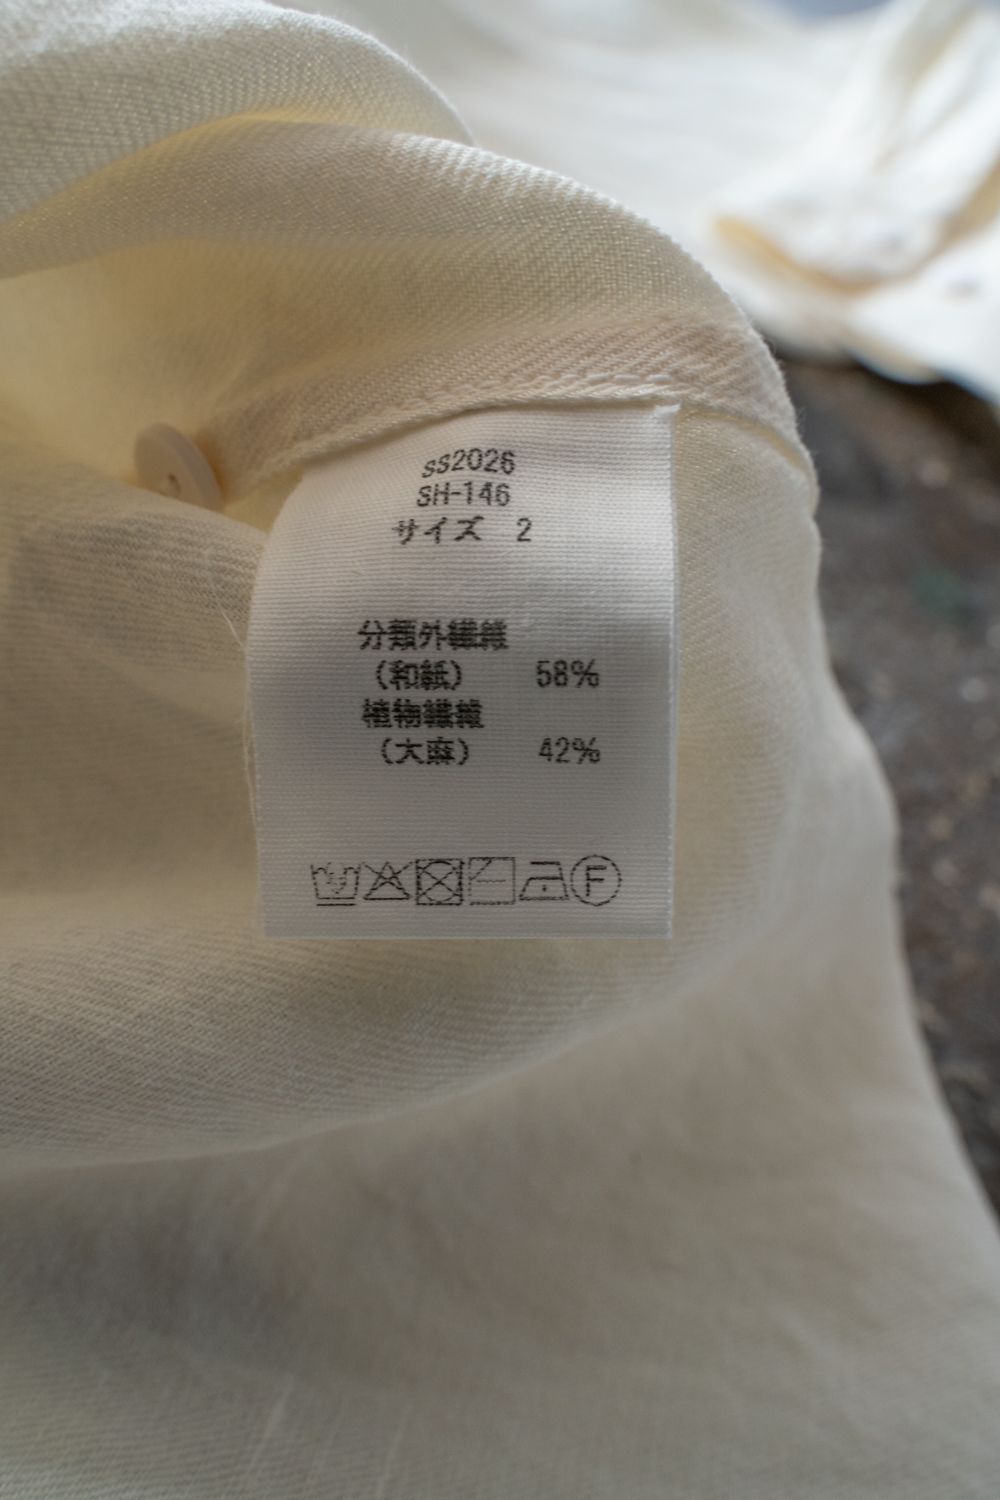 SS2026
SH-146
サイズ 2
分類外繊維
(和紙) 58%
植物繊維
(大麻) 42%
F